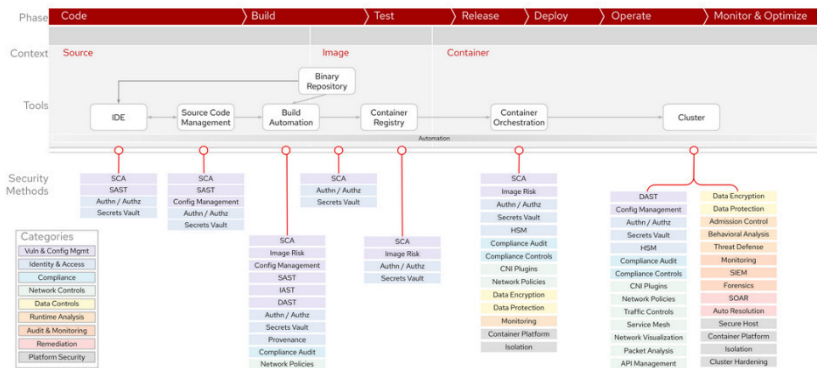 Phase
Code
Build
Test
Release
Deploy
Operate
Monitor & Optimize
Context
Source
Image
Container
Tools
Binary
Repository
IDE
Source Code
Management
Build
Automation
Container
Registry
Container
Orchestration
Cluster
Automation
Security
Methods
SCA
SAST
Authn / Authz
Secrets Vault
SCA
SAST
Config Management
Authn / Authz
Secrets Vault
SCA
Image Risk
Config Management
SAST
IAST
DAST
Authn / Authz
Secrets Vault
Provenance
Compliance Audit
Network Policies
SCA
Authn / Authz
Secrets Vault
SCA
Image Risk
Authn / Authz
Secrets Vault
SCA
Image Risk
Authn / Authz
Secrets Vault
HSM
Compliance Audit
Compliance Controls
CNI Plugins
Network Policies
Data Encryption
Data Protection
Monitoring
Container Platform
Isolation
DAST
Config Management
Authn / Authz
Secrets Vault
HSM
Compliance Audit
Compliance Controls
CNI Plugins
Network Policies
Traffic Controls
Service Mesh
Network Visualization
Packet Analysis
API Management
Data Encryption
Data Protection
Admission Control
Behavioral Analysis
Threat Defense
Monitoring
SIEM
Forensics
SOAR
Auto Resolution
Secure Host
Container Platform
Isolation
Cluster Hardening
Categories
Vuln & Config Mgmt
Identity & Access
Compliance
Network Controls
Data Controls
Runtime Analysis
Audit & Monitoring
Remediation
Platform Security